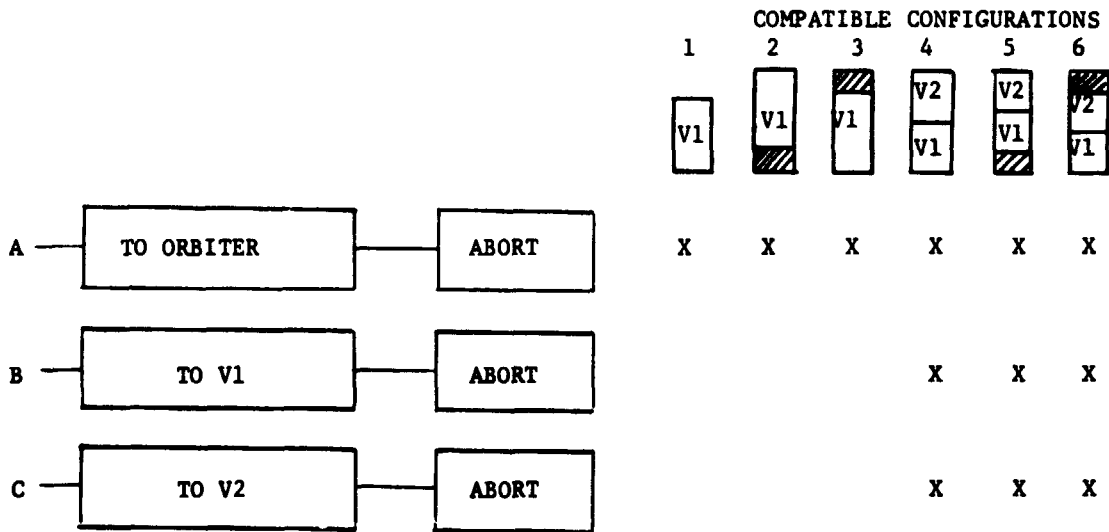 COMPATIBLE CONFIGURATIONS
1 2 3 4 5 6
V1
V1
V1
V2
V1
V2
V1
V2
V1
A TO ORBITER ABORT X X X X X X
B TO V1 ABORT X X X
C TO V2 ABORT X X X